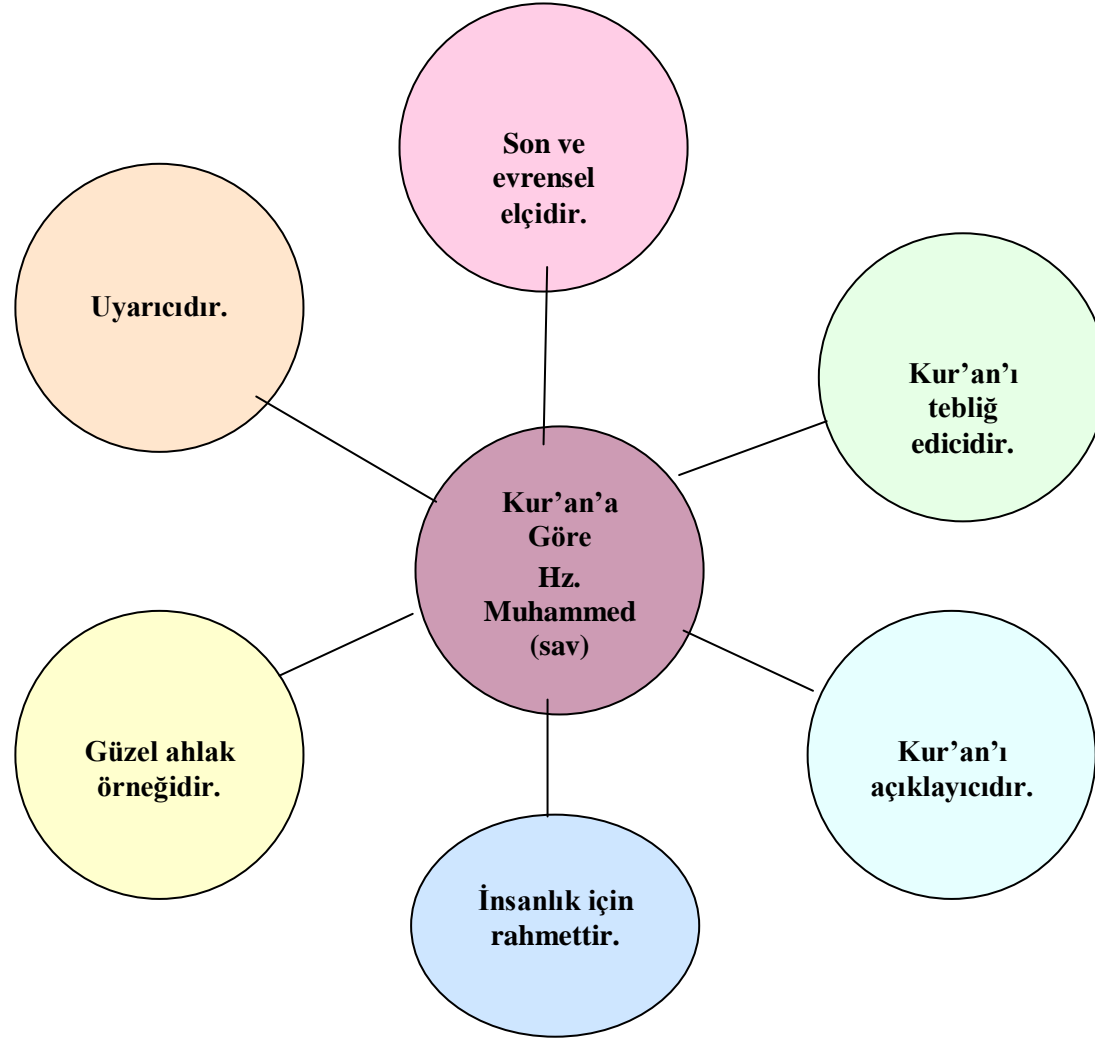 Son ve
evrensel
elçidir.
Uyarıcıdır.
Kur’an’ı
tebliğ
edicidir.
Kur’an’a
Göre
Hz.
Muhammed
(sav)
Güzel ahlak
örneğidir.
Kur’an’ı
açıklayıcıdır.
İnsanlık için
rahmettir.